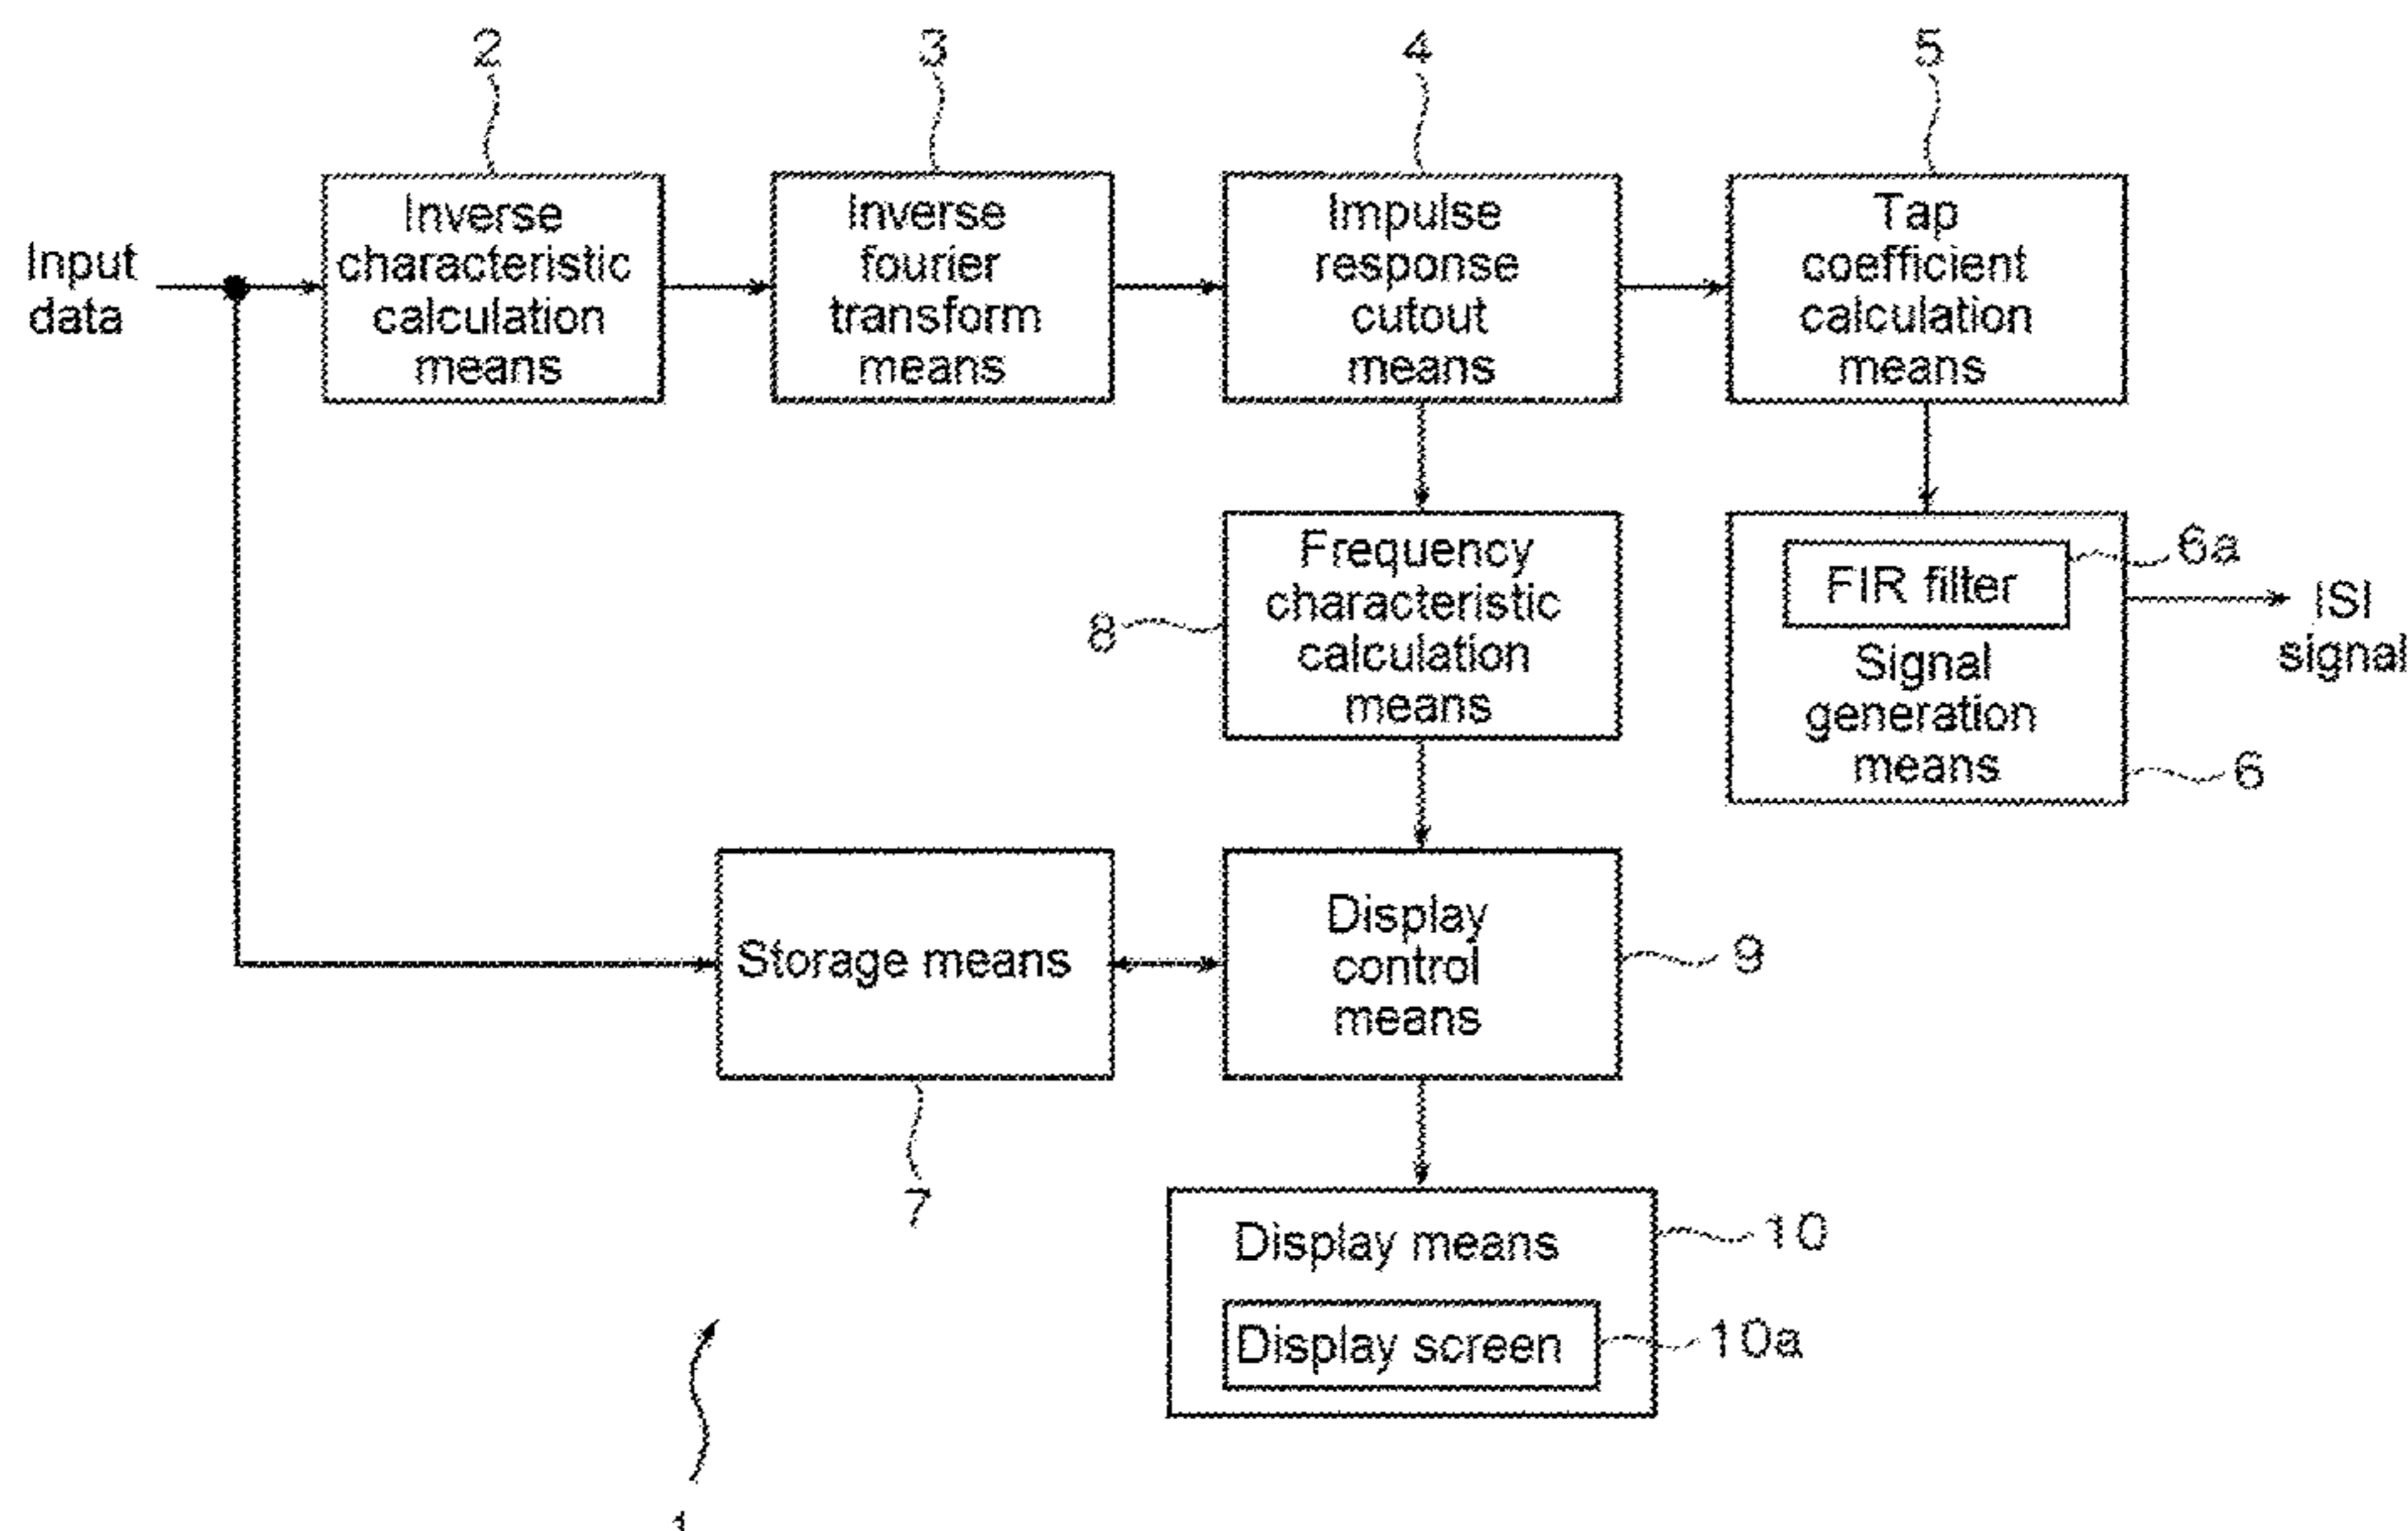 2
3
4
5
Input
data
Inverse
characteristic
calculation
means
Inverse
fourier
transform
means
Impulse
response
cutout
means
Tap
coefficient
calculation
means
8
Frequency
characteristic
calculation
means
FIR filter
6a
Signal
generation
means
6
ISI
signal
Storage means
7
Display
control
means
9
Display means
10
Display screen
10a
1